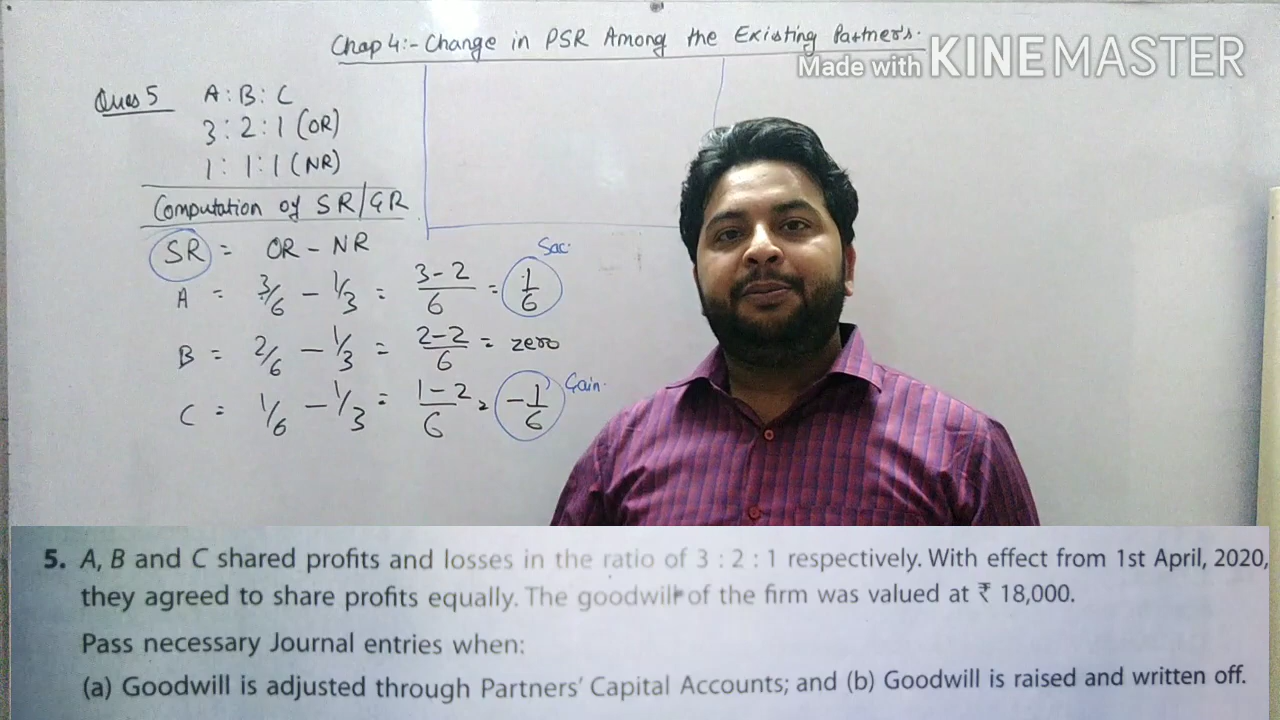 Chap 4:- Change in PSR Among the Existing Partner's.
Made with KINEMASTER
Ques 5 A : B : C
3 : 2 : 1 (OR)
1 : 1 : 1 (NR)
Computation of SR/GR
SR = OR - NR
A = 3/6 - 1/3 = 3-2/6 = 1/6 Sac.
B = 2/6 - 1/3 = 2-2/6 = zero
C = 1/6 - 1/3 = 1-2/6 = -1/6 Gain.
5. A, B and C shared profits and losses in the ratio of 3 : 2 : 1 respectively. With effect from 1st April, 2020,
they agreed to share profits equally. The goodwill of the firm was valued at ₹ 18,000.
Pass necessary Journal entries when:
(a) Goodwill is adjusted through Partners' Capital Accounts; and (b) Goodwill is raised and written off.